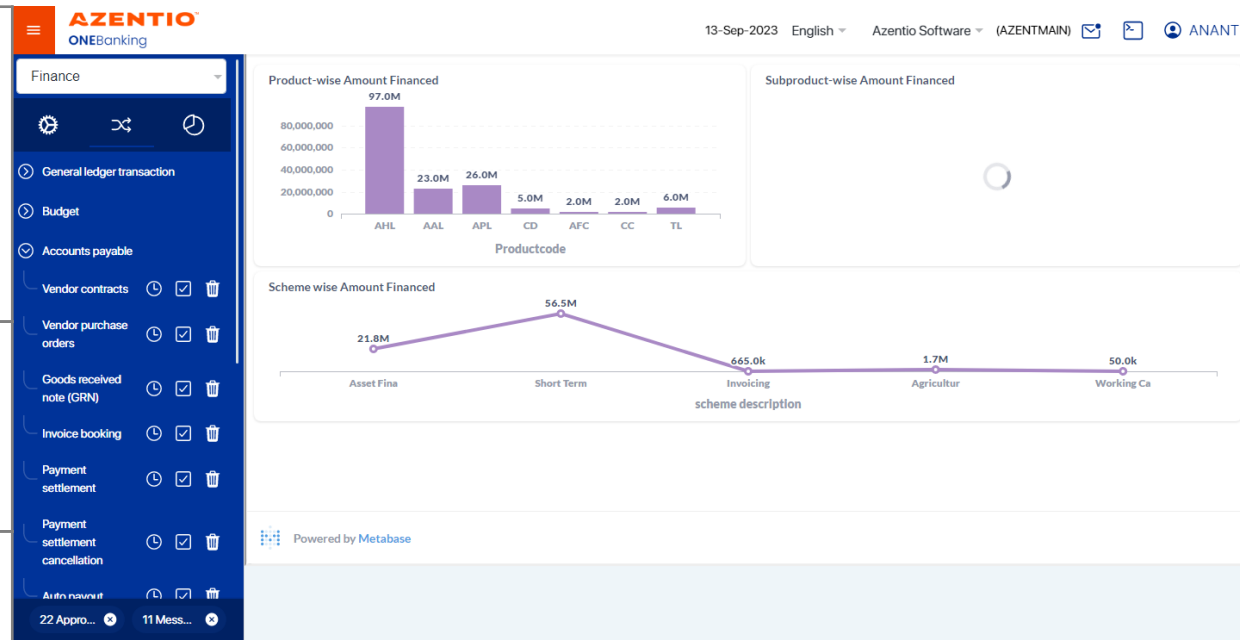 AZENTIO
ONEBanking
13-Sep-2023 English Azentio Software (AZENTMAIN) ANANT
Finance
General ledger transaction
Budget
Accounts payable
Vendor contracts
Vendor purchase
orders
Goods received
note (GRN)
Invoice booking
Payment
settlement
Payment
settlement
cancellation
Auto payout
22 Appro... 11 Mess...
Product-wise Amount Financed
97.0M
80,000,000
60,000,000
40,000,000
20,000,000
0
23.0M 26.0M 5.0M 2.0M 2.0M 6.0M
AHL AAL APL CD AFC CC TL
Productcode
Subproduct-wise Amount Financed
Scheme wise Amount Financed
21.8M 56.5M 665.0k 1.7M 50.0k
Asset Fina Short Term Invoicing Agricultur Working Ca
scheme description
Powered by Metabase